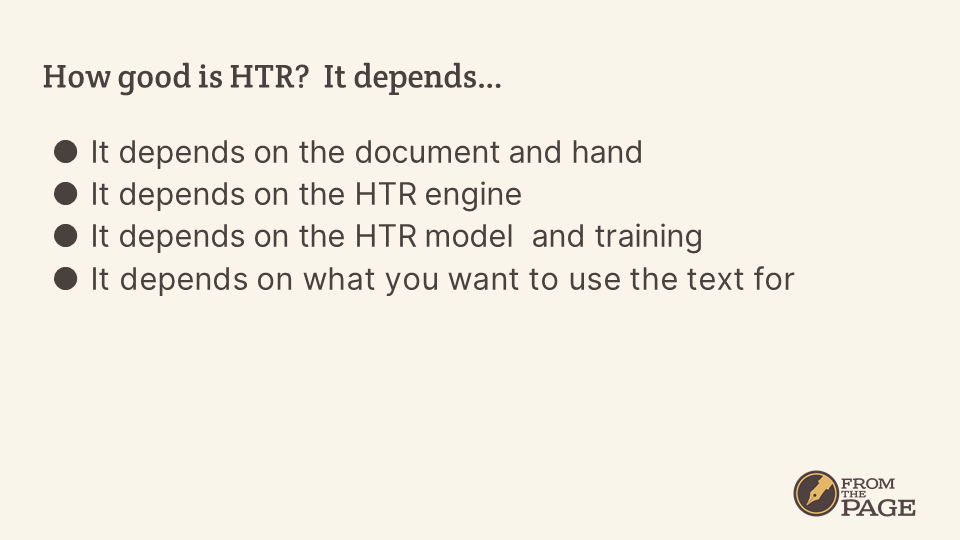 How good is HTR?  It depends...
● It depends on the document and hand
● It depends on the HTR engine
● It depends on the HTR model  and training
● It depends on what you want to use the text for
FROM
THE
PAGE